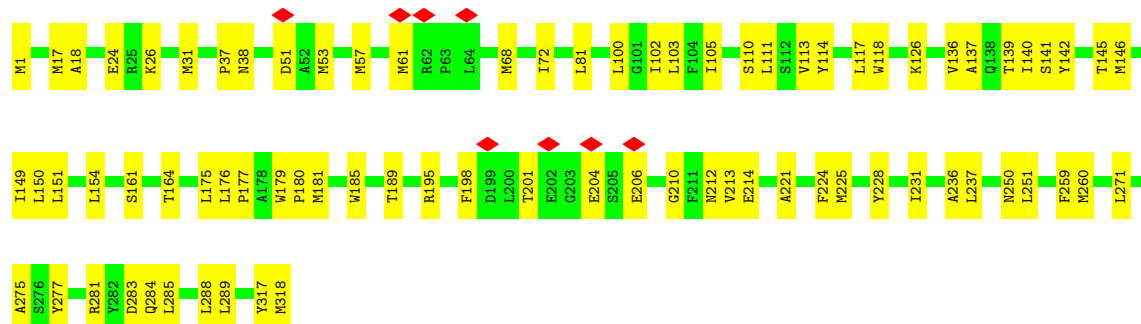 M1 M17 A18 E24 R25 K26 M31 P37 N38 D51 A52 M53 M57 M61 R62 P63 L64 M68 I72 L81 L100 G101 I102 L103 F104 I105 S110 L111 S112 V113 Y114 L117 W118 K126 V136 A137 Q138 T139 I140 S141 Y142 T145 M146
I149 L150 L151 L154 S161 T164 L175 L176 P177 A178 W179 P180 M181 W185 T189 R195 F198 D199 L200 T201 E202 G203 E204 S205 E206 G210 F211 N212 V213 E214 A221 F224 M225 Y228 I231 A236 L237 N250 L251 F259 M260 L271
A275 S276 Y277 R281 Y282 D283 Q284 L285 L288 L289 Y317 M318